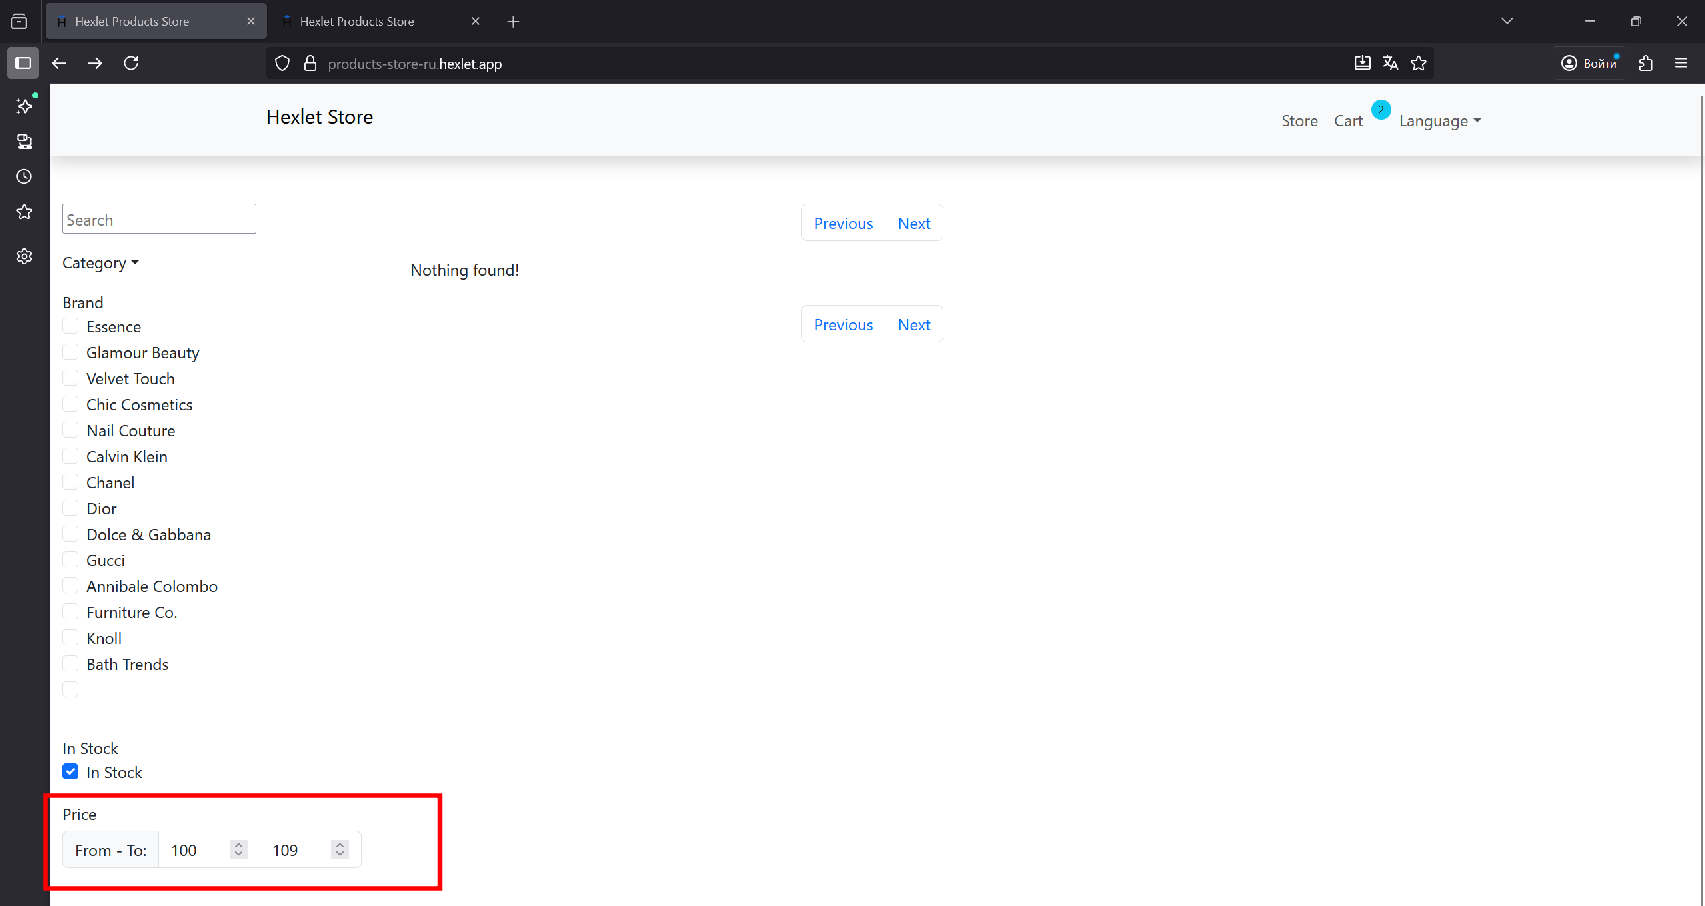 Hexlet Products Store
Hexlet Products Store
products-store-ru.hexlet.app
Войти
Hexlet Store
Store Cart 2 Language
Search
Previous Next
Category
Nothing found!
Brand
Essence
Previous Next
Glamour Beauty
Velvet Touch
Chic Cosmetics
Nail Couture
Calvin Klein
Chanel
Dior
Dolce & Gabbana
Gucci
Annibale Colombo
Furniture Co.
Knoll
Bath Trends
In Stock
In Stock
Price
From - To: 100 109